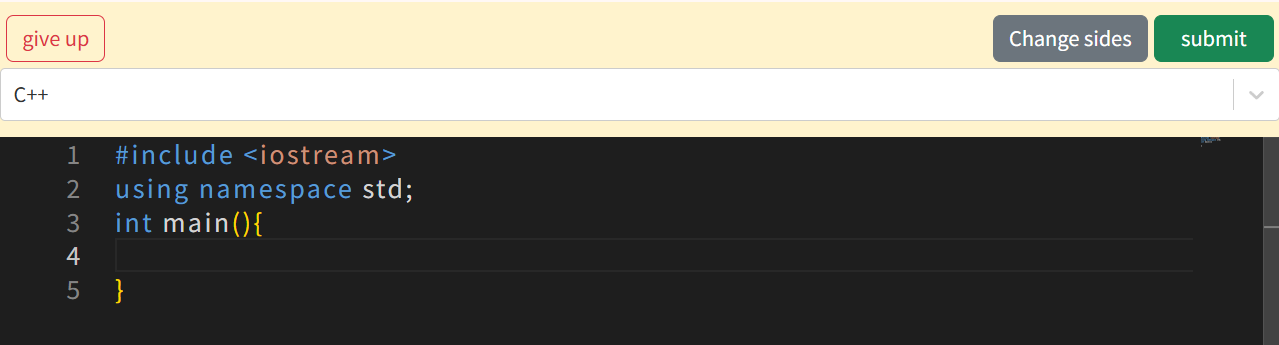 give up Change sides submit
C++
1 #include <iostream>
2 using namespace std;
3 int main(){
4
5 }